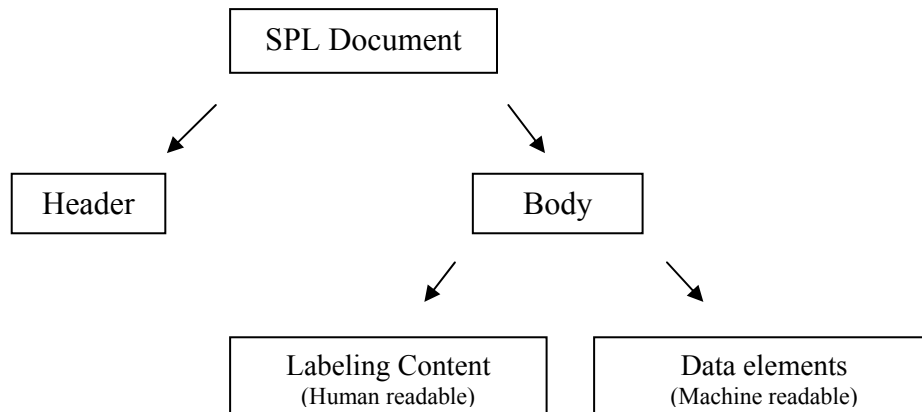 SPL Document
Header
Body
Labeling Content
(Human readable)
Data elements
(Machine readable)